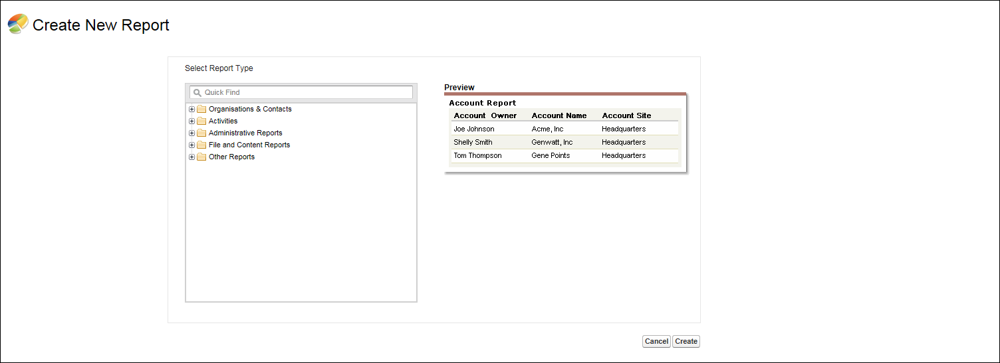 Create New Report
Select Report Type
Quick Find
Organisations & Contacts
Activities
Administrative Reports
File and Content Reports
Other Reports
Preview
Account Report
Account Owner Account Name Account Site
Joe Johnson Acme, Inc Headquarters
Shelly Smith Genwatt, Inc Headquarters
Tom Thompson Gene Points Headquarters
Cancel Create